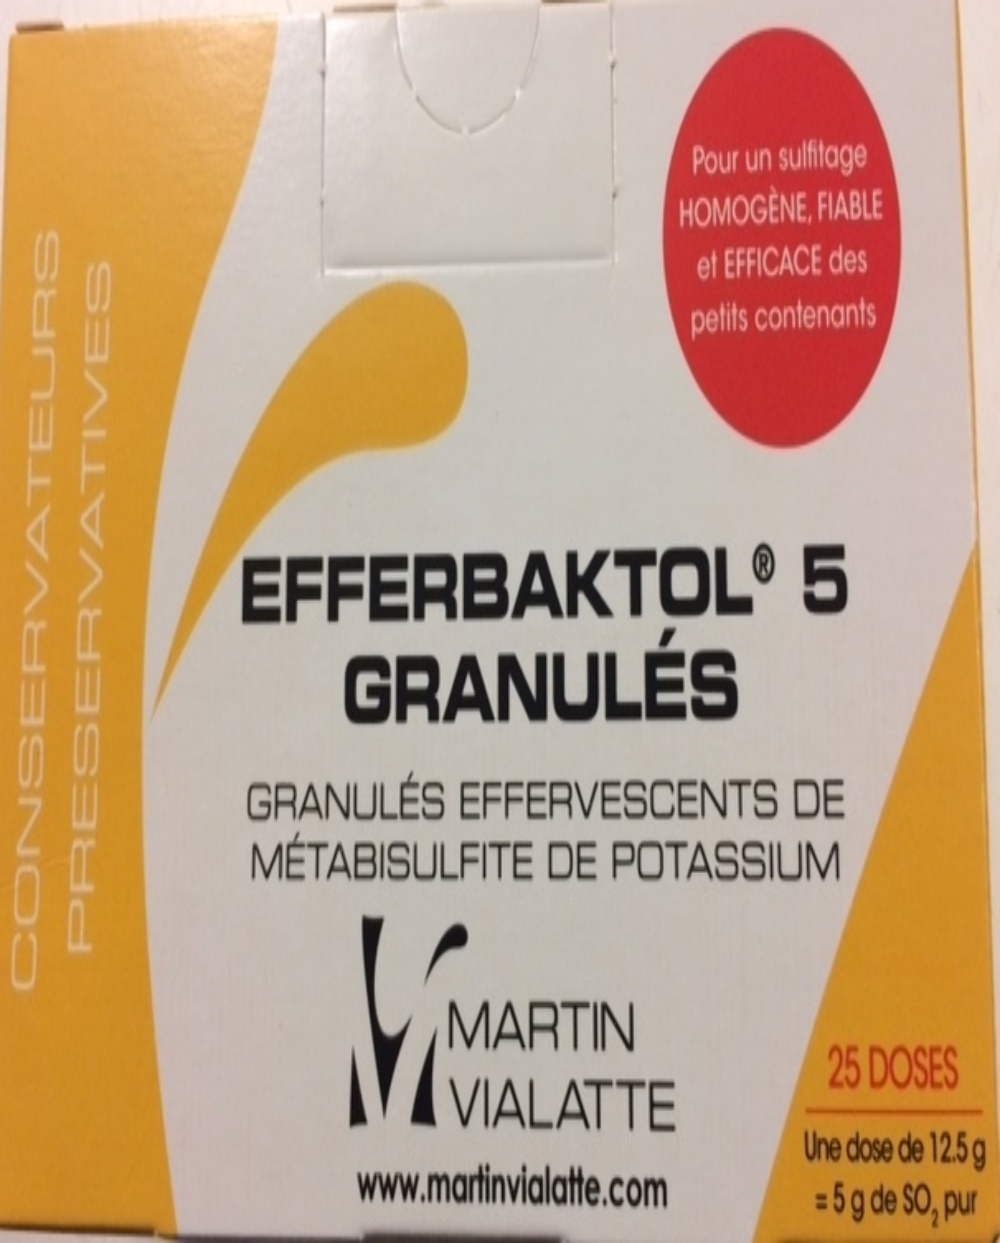 CONSERVATEURS
PRESERVATIVES
Pour un sulfitage
HOMOGÈNE, FIABLE
et EFFICACE des
petits contenants
EFFERBAKTOL® 5
GRANULÉS
GRANULÉS EFFERVESCENTS DE
MÉTABISULFITE DE POTASSIUM
MARTIN
VIALATTE
www.martinvialatte.com
25 DOSES
Une dose de 12.5 g
= 5 g de SO₂ pur